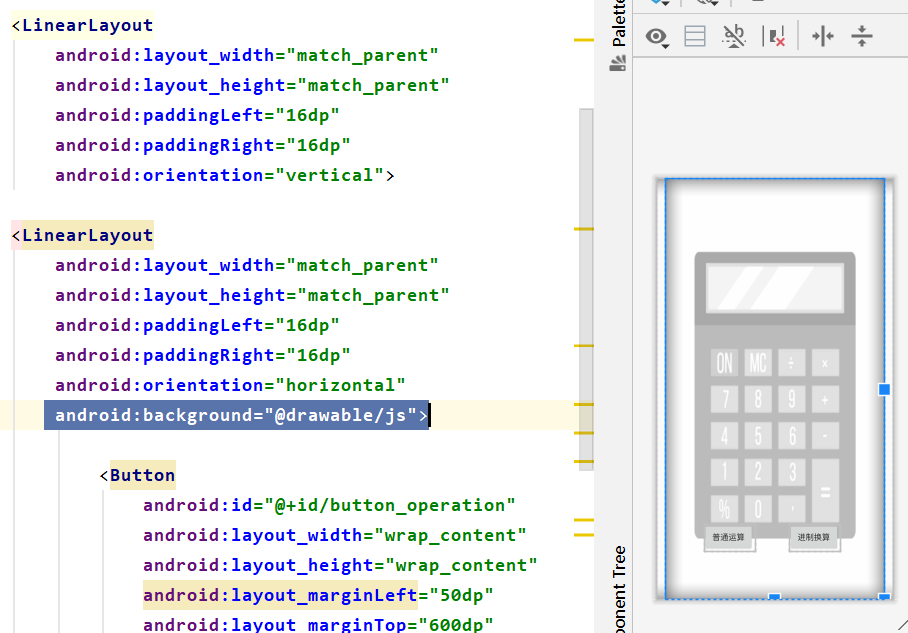 <LinearLayout
android:layout_width="match_parent"
android:layout_height="match_parent"
android:paddingLeft="16dp"
android:paddingRight="16dp"
android:orientation="vertical">
<LinearLayout
android:layout_width="match_parent"
android:layout_height="match_parent"
android:paddingLeft="16dp"
android:paddingRight="16dp"
android:orientation="horizontal"
android:background="@drawable/js">
<Button
android:id="@+id/button_operation"
android:layout_width="wrap_content"
android:layout_height="wrap_content"
android:layout_marginLeft="50dp"
android:layout_marginTop="600dp"
Palette
ponent Tree
ON MC ÷ ×
7 8 9 +
4 5 6 -
1 2 3
% 0 . =
普通运算 进制换算